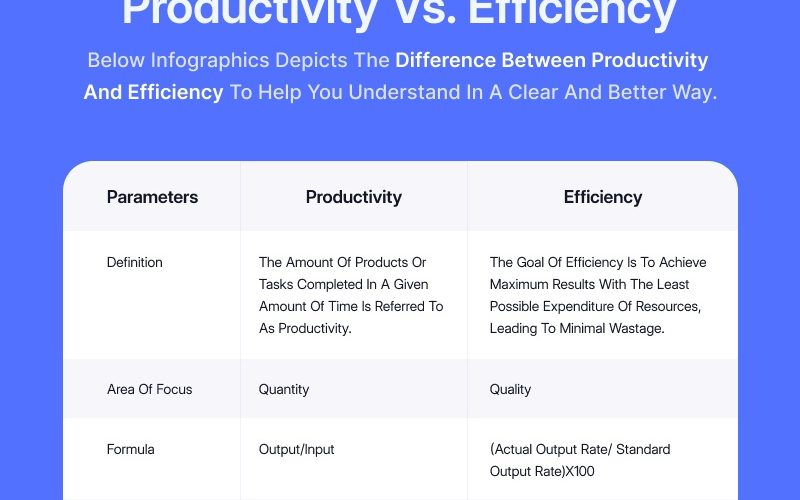 Productivity Vs. Efficiency
Below Infographics Depicts The Difference Between Productivity
And Efficiency To Help You Understand In A Clear And Better Way.
Parameters
Productivity
Efficiency
Definition
The Amount Of Products Or
Tasks Completed In A Given
Amount Of Time Is Referred To
As Productivity.
The Goal Of Efficiency Is To Achieve
Maximum Results With The Least
Possible Expenditure Of Resources,
Leading To Minimal Wastage.
Area Of Focus
Quantity
Quality
Formula
Output/Input
(Actual Output Rate/ Standard
Output Rate)X100